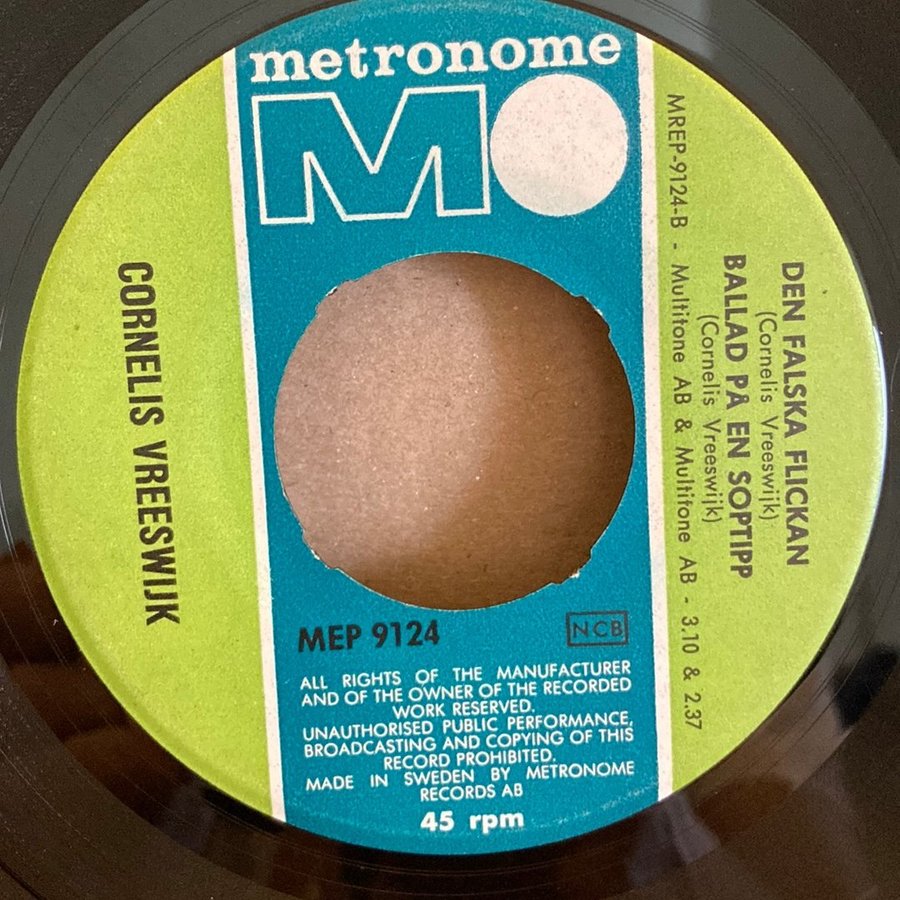 metronome
MO
DEN FALSKA FLICKAN
(Cornelis Vreeswijk)
BALLAD PÅ EN SOPTIPP
(Cornelis Vreeswijk)
MREP-9124-B - Multitone AB & Multitone AB - 3.10 & 2.37
CORNELIS VREESWIJK
MEP 9124
NCB
ALL RIGHTS OF THE MANUFACTURER
AND OF THE OWNER OF THE RECORDED
WORK RESERVED.
UNAUTHORISED PUBLIC PERFORMANCE,
BROADCASTING AND COPYING OF THIS
RECORD PROHIBITED.
MADE IN SWEDEN BY METRONOME
RECORDS AB
45 rpm